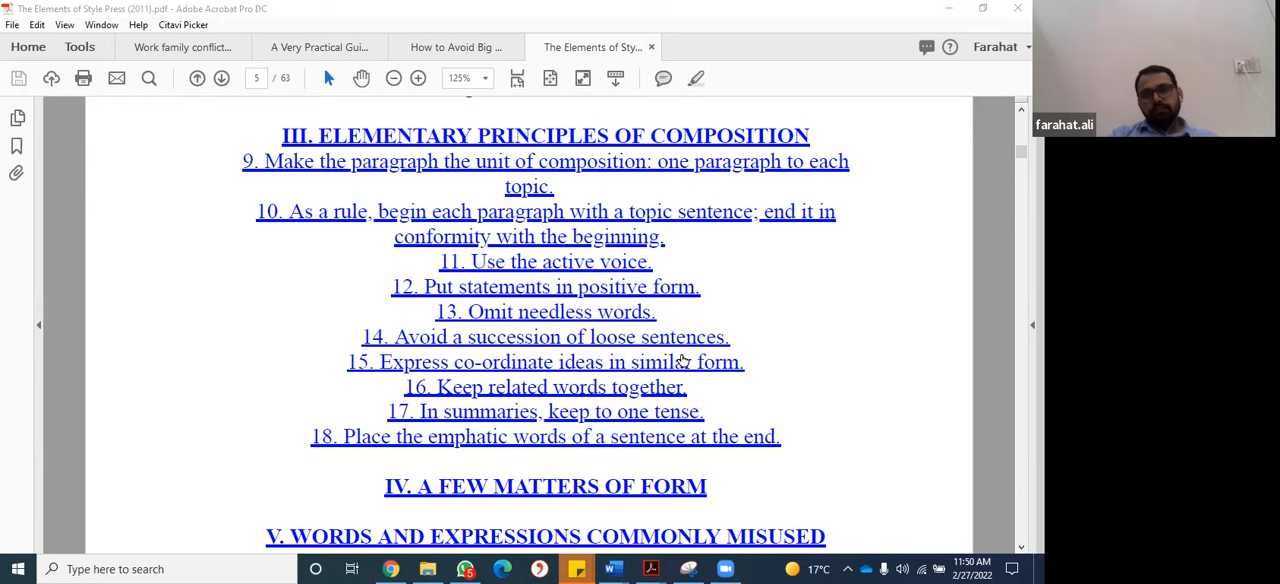 The Elements of Style Press (2011).pdf - Adobe Acrobat Pro DC
File Edit View Window Help Citavi Picker
Home Tools Work family conflict... A Very Practical Gui... How to Avoid Big ... The Elements of Sty... × Farahat
5 / 63 125%
farahat.ali
III. ELEMENTARY PRINCIPLES OF COMPOSITION
9. Make the paragraph the unit of composition: one paragraph to each
topic.
10. As a rule, begin each paragraph with a topic sentence; end it in
conformity with the beginning.
11. Use the active voice.
12. Put statements in positive form.
13. Omit needless words.
14. Avoid a succession of loose sentences.
15. Express co-ordinate ideas in similar form.
16. Keep related words together.
17. In summaries, keep to one tense.
18. Place the emphatic words of a sentence at the end.
IV. A FEW MATTERS OF FORM
V. WORDS AND EXPRESSIONS COMMONLY MISUSED
Type here to search 5 17°C 11:50 AM
2/27/2022